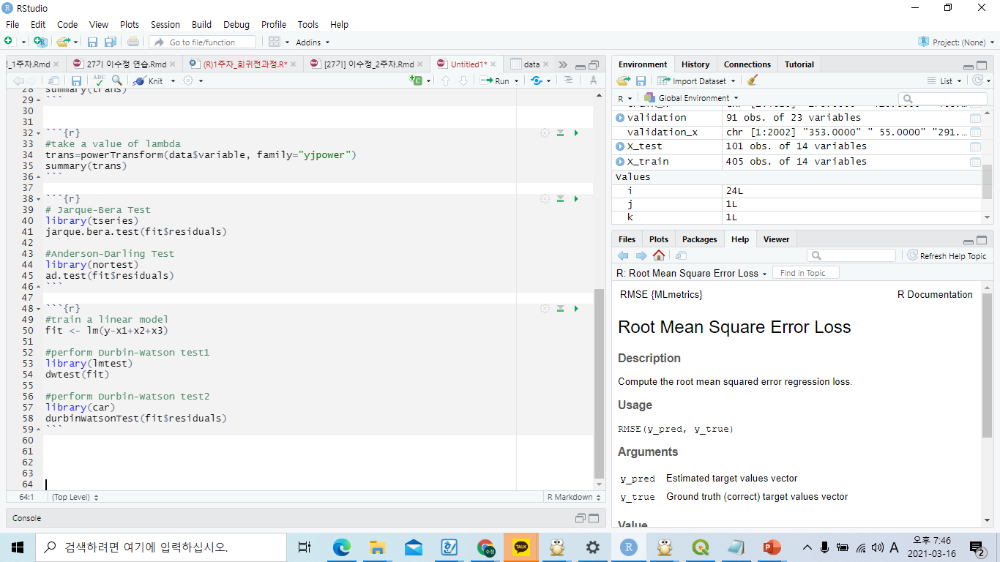 RStudio
File Edit Code View Plots Session Build Debug Profile Tools Help
Go to file/function Addins Project: (None)
!_1주차.Rmd 27기 이수정 연습.Rmd (R)1주차_회귀전과정.R* [27기] 이수정_2주차.Rmd Untitled1* data
ABC Knit Run
summary(trans)
29 ```
30
31
32 ```{r}
33 #take a value of lambda
34 trans=powerTransform(data$variable, family="yjpower")
35 summary(trans)
36 ```
37
38 ```{r}
39 # Jarque-Bera Test
40 library(tseries)
41 jarque.bera.test(fit$residuals)
42
43 #Anderson-Darling Test
44 library(nortest)
45 ad.test(fit$residuals)
46 ```
47
48 ```{r}
49 #train a linear model
50 fit <- lm(y~x1+x2+x3)
51
52 #perform Durbin-Watson test1
53 library(lmtest)
54 dwtest(fit)
55
56 #perform Durbin-Watson test2
57 library(car)
58 durbinWatsonTest(fit$residuals)
59 ```
60
61
62
63
64
64:1 (Top Level) R Markdown
Console
Environment History Connections Tutorial
Import Dataset List
R Global Environment
validation 91 obs. of 23 variables
validation_x chr [1:2002] "353.0000" " 55.0000" "291...
X_test 101 obs. of 14 variables
X_train 405 obs. of 14 variables
Values
i 24L
j 1L
k 1L
Files Plots Packages Help Viewer
Refresh Help Topic
R: Root Mean Square Error Loss Find in Topic
RMSE {MLmetrics} R Documentation
Root Mean Square Error Loss
Description
Compute the root mean squared error regression loss.
Usage
RMSE(y_pred, y_true)
Arguments
y_pred Estimated target values vector
y_true Ground truth (correct) target values vector
Value
검색하려면 여기에 입력하십시오.
수정
TALK
R
A
오후 7:46
2021-03-16
2